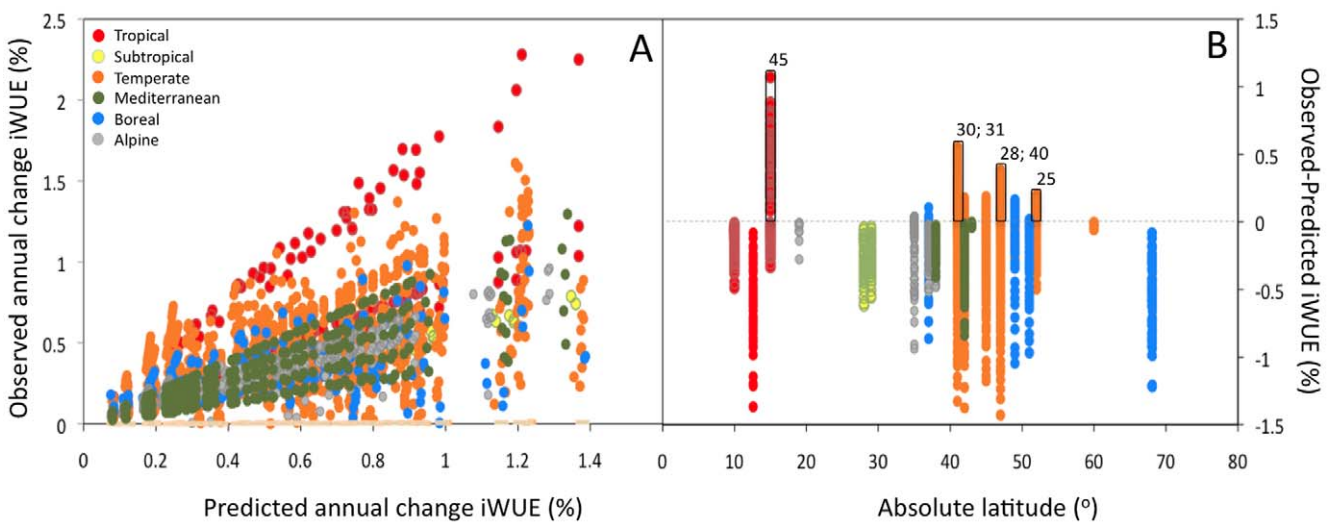 2.5
2
1.5
1
0.5
0
Observed annual change iWUE (%)
Tropical
Subtropical
Temperate
Mediterranean
Boreal
Alpine
A
0 0.2 0.4 0.6 0.8 1 1.2 1.4
Predicted annual change iWUE (%)
B
45
30; 31
28; 40
25
1.5
1
0.5
0
-0.5
-1
-1.5
Observed-Predicted iWUE (%)
0 10 20 30 40 50 60 70 80
Absolute latitude (º)